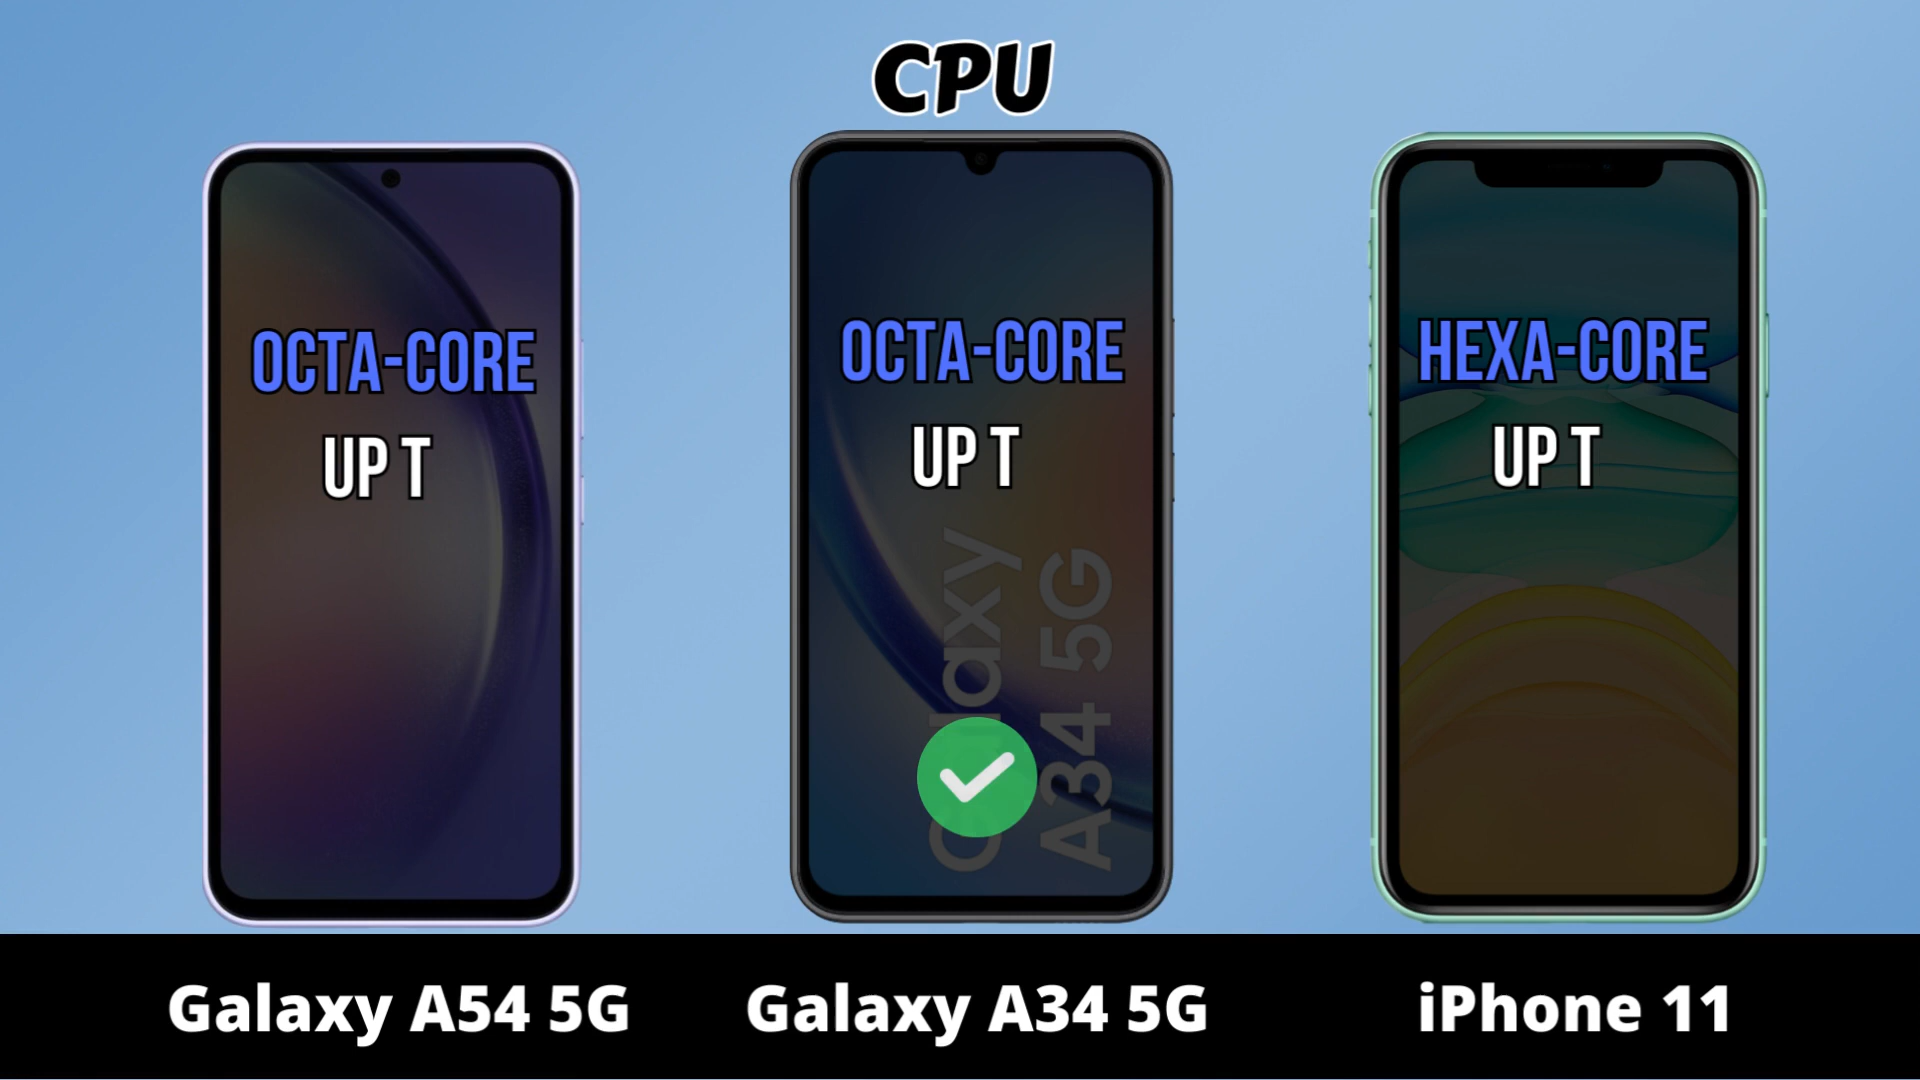 CPU
OCTA-CORE
UP T
OCTA-CORE
UP T
HEXA-CORE
UP T
Galaxy
A34 5G
Galaxy A54 5G
Galaxy A34 5G
iPhone 11